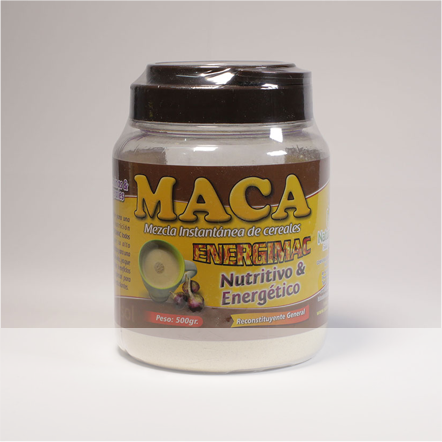 MACA
Mezcla Instantánea de cereales
ENERGIMAC
Nutritivo &
Energético
Peso: 500gr.
Reconstituyente General